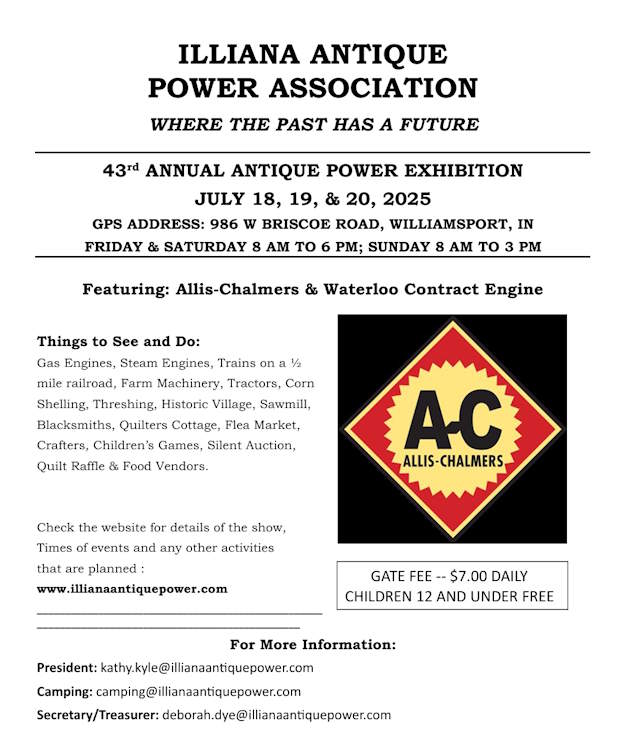 ILLIANA ANTIQUE
POWER ASSOCIATION
WHERE THE PAST HAS A FUTURE
43rd ANNUAL ANTIQUE POWER EXHIBITION
JULY 18, 19, & 20, 2025
GPS ADDRESS: 986 W BRISCOE ROAD, WILLIAMSPORT, IN
FRIDAY & SATURDAY 8 AM TO 6 PM; SUNDAY 8 AM TO 3 PM
Featuring: Allis-Chalmers & Waterloo Contract Engine
Things to See and Do:
Gas Engines, Steam Engines, Trains on a ½
mile railroad, Farm Machinery, Tractors, Corn
Shelling, Threshing, Historic Village, Sawmill,
Blacksmiths, Quilters Cottage, Flea Market,
Crafters, Children's Games, Silent Auction,
Quilt Raffle & Food Vendors.
A-C
ALLIS-CHALMERS
Check the website for details of the show,
Times of events and any other activities
that are planned :
www.illianaantiquepower.com
GATE FEE -- $7.00 DAILY
CHILDREN 12 AND UNDER FREE
For More Information:
President: kathy.kyle@illianaantiquepower.com
Camping: camping@illianaantiquepower.com
Secretary/Treasurer: deborah.dye@illianaantiquepower.com